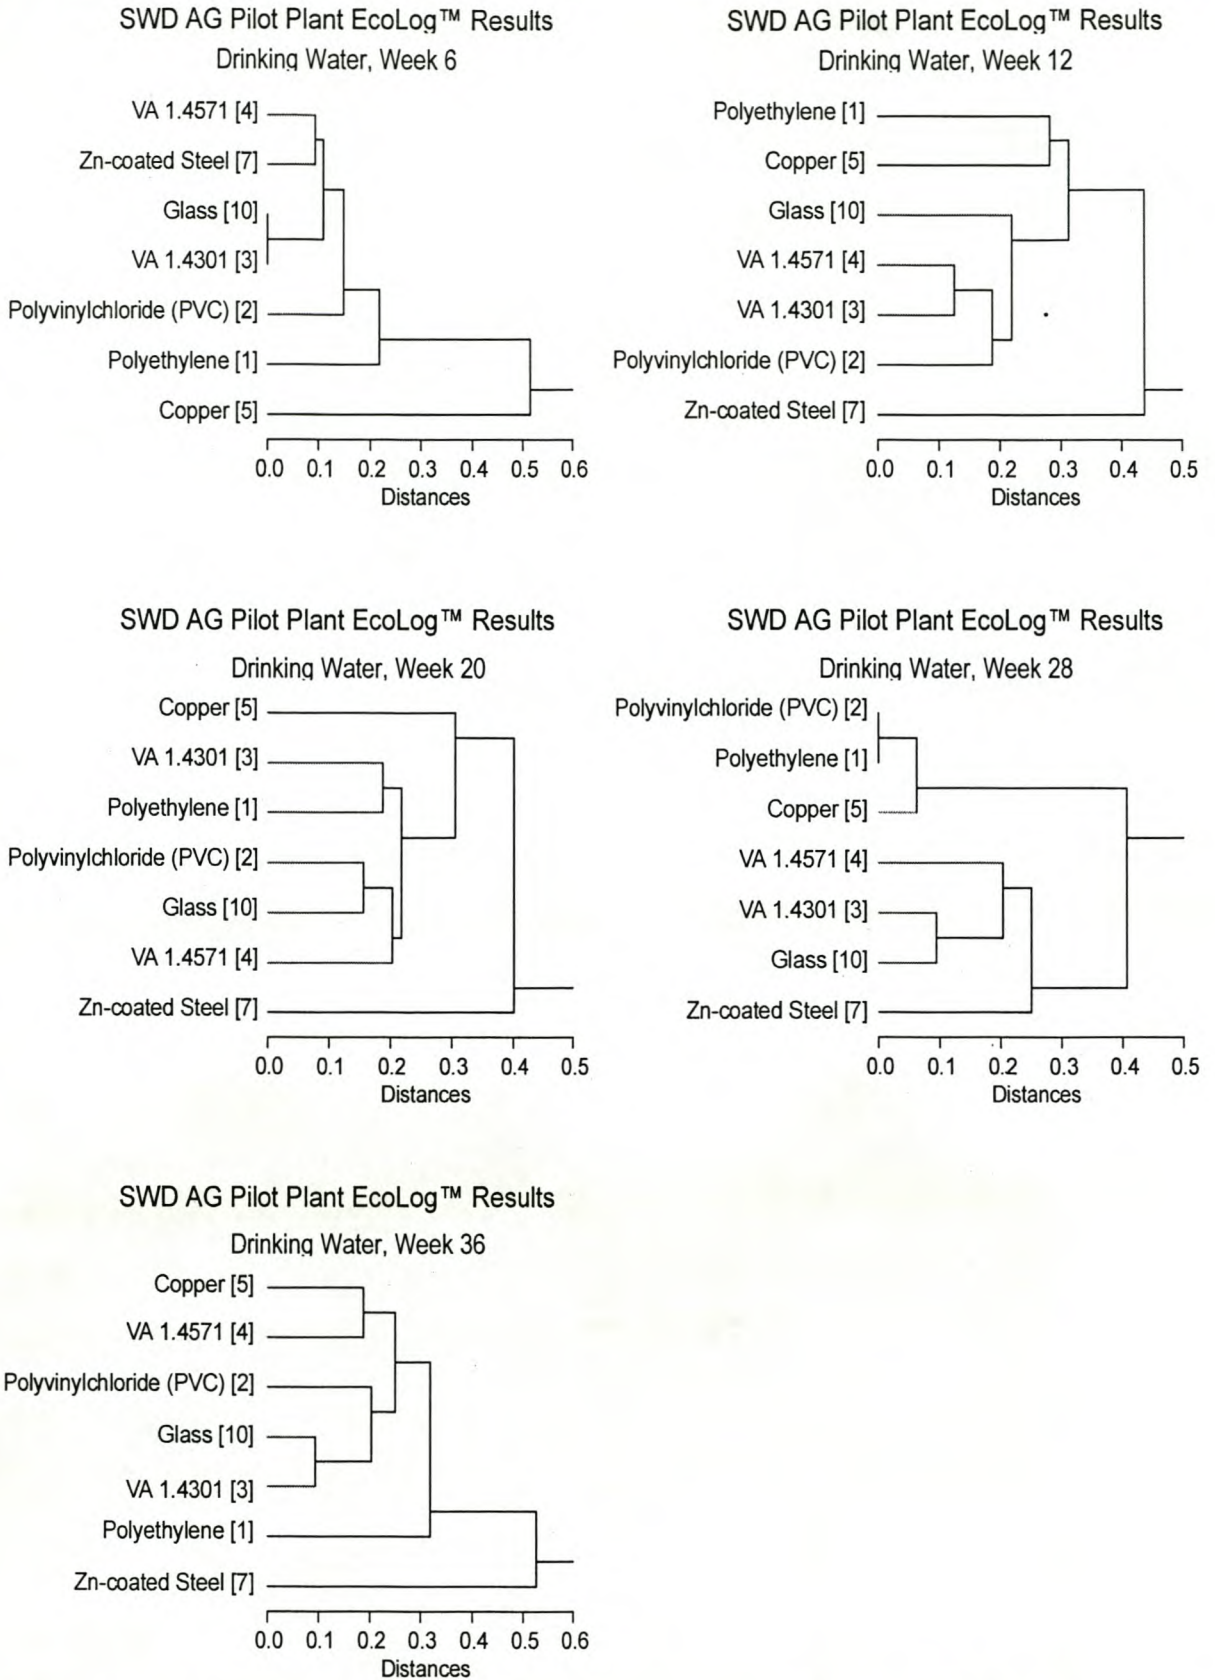 SWD AG Pilot Plant EcoLog™ Results
Drinking Water, Week 6
VA 1.4571 [4]
Zn-coated Steel [7]
Glass [10]
VA 1.4301 [3]
Polyvinylchloride (PVC) [2]
Polyethylene [1]
Copper [5]
0.0 0.1 0.2 0.3 0.4 0.5 0.6
Distances
SWD AG Pilot Plant EcoLog™ Results
Drinking Water, Week 12
Polyethylene [1]
Copper [5]
Glass [10]
VA 1.4571 [4]
VA 1.4301 [3]
Polyvinylchloride (PVC) [2]
Zn-coated Steel [7]
0.0 0.1 0.2 0.3 0.4 0.5
Distances
SWD AG Pilot Plant EcoLog™ Results
Drinking Water, Week 20
Copper [5]
VA 1.4301 [3]
Polyethylene [1]
Polyvinylchloride (PVC) [2]
Glass [10]
VA 1.4571 [4]
Zn-coated Steel [7]
0.0 0.1 0.2 0.3 0.4 0.5
Distances
SWD AG Pilot Plant EcoLog™ Results
Drinking Water, Week 28
Polyvinylchloride (PVC) [2]
Polyethylene [1]
Copper [5]
VA 1.4571 [4]
VA 1.4301 [3]
Glass [10]
Zn-coated Steel [7]
0.0 0.1 0.2 0.3 0.4 0.5
Distances
SWD AG Pilot Plant EcoLog™ Results
Drinking Water, Week 36
Copper [5]
VA 1.4571 [4]
Polyvinylchloride (PVC) [2]
Glass [10]
VA 1.4301 [3]
Polyethylene [1]
Zn-coated Steel [7]
0.0 0.1 0.2 0.3 0.4 0.5 0.6
Distances